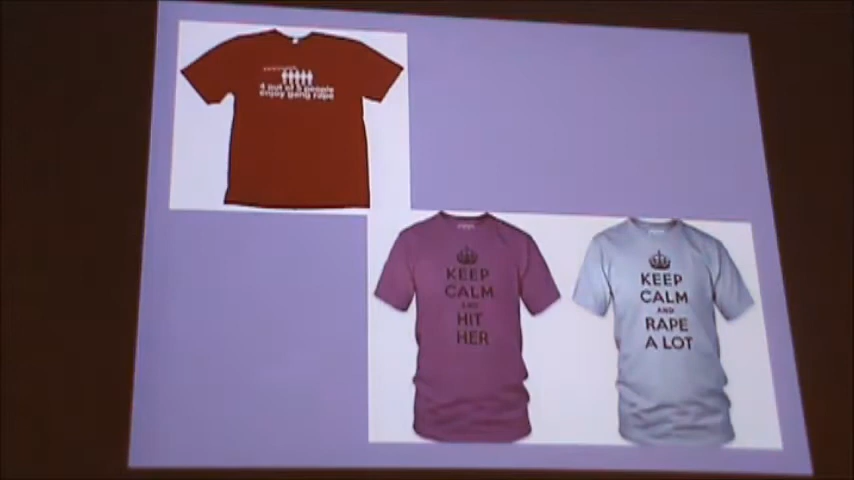 4 out of 5 people
enjoy gang rape
KEEP
CALM
AND
HIT
HER
KEEP
CALM
AND
RAPE
A LOT